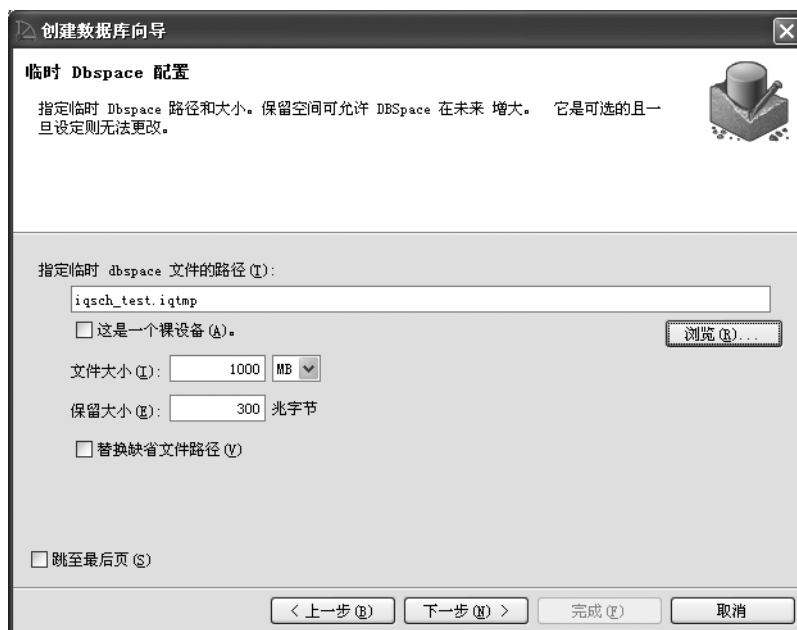 创建数据库向导
临时 Dbspace 配置
指定临时 Dbspace 路径和大小。保留空间可允许 DBSpace 在未来 增大。 它是可选的且一
旦设定则无法更改。
指定临时 dbspace 文件的路径(T):
iqsch_test.iqtmp
这是一个裸设备(A)。
浏览(R)...
文件大小(I): 1000 MB
保留大小(E): 300 兆字节
替换缺省文件路径(V)
跳至最后页(S)
< 上一步(B) 下一步(N) > 完成(F) 取消